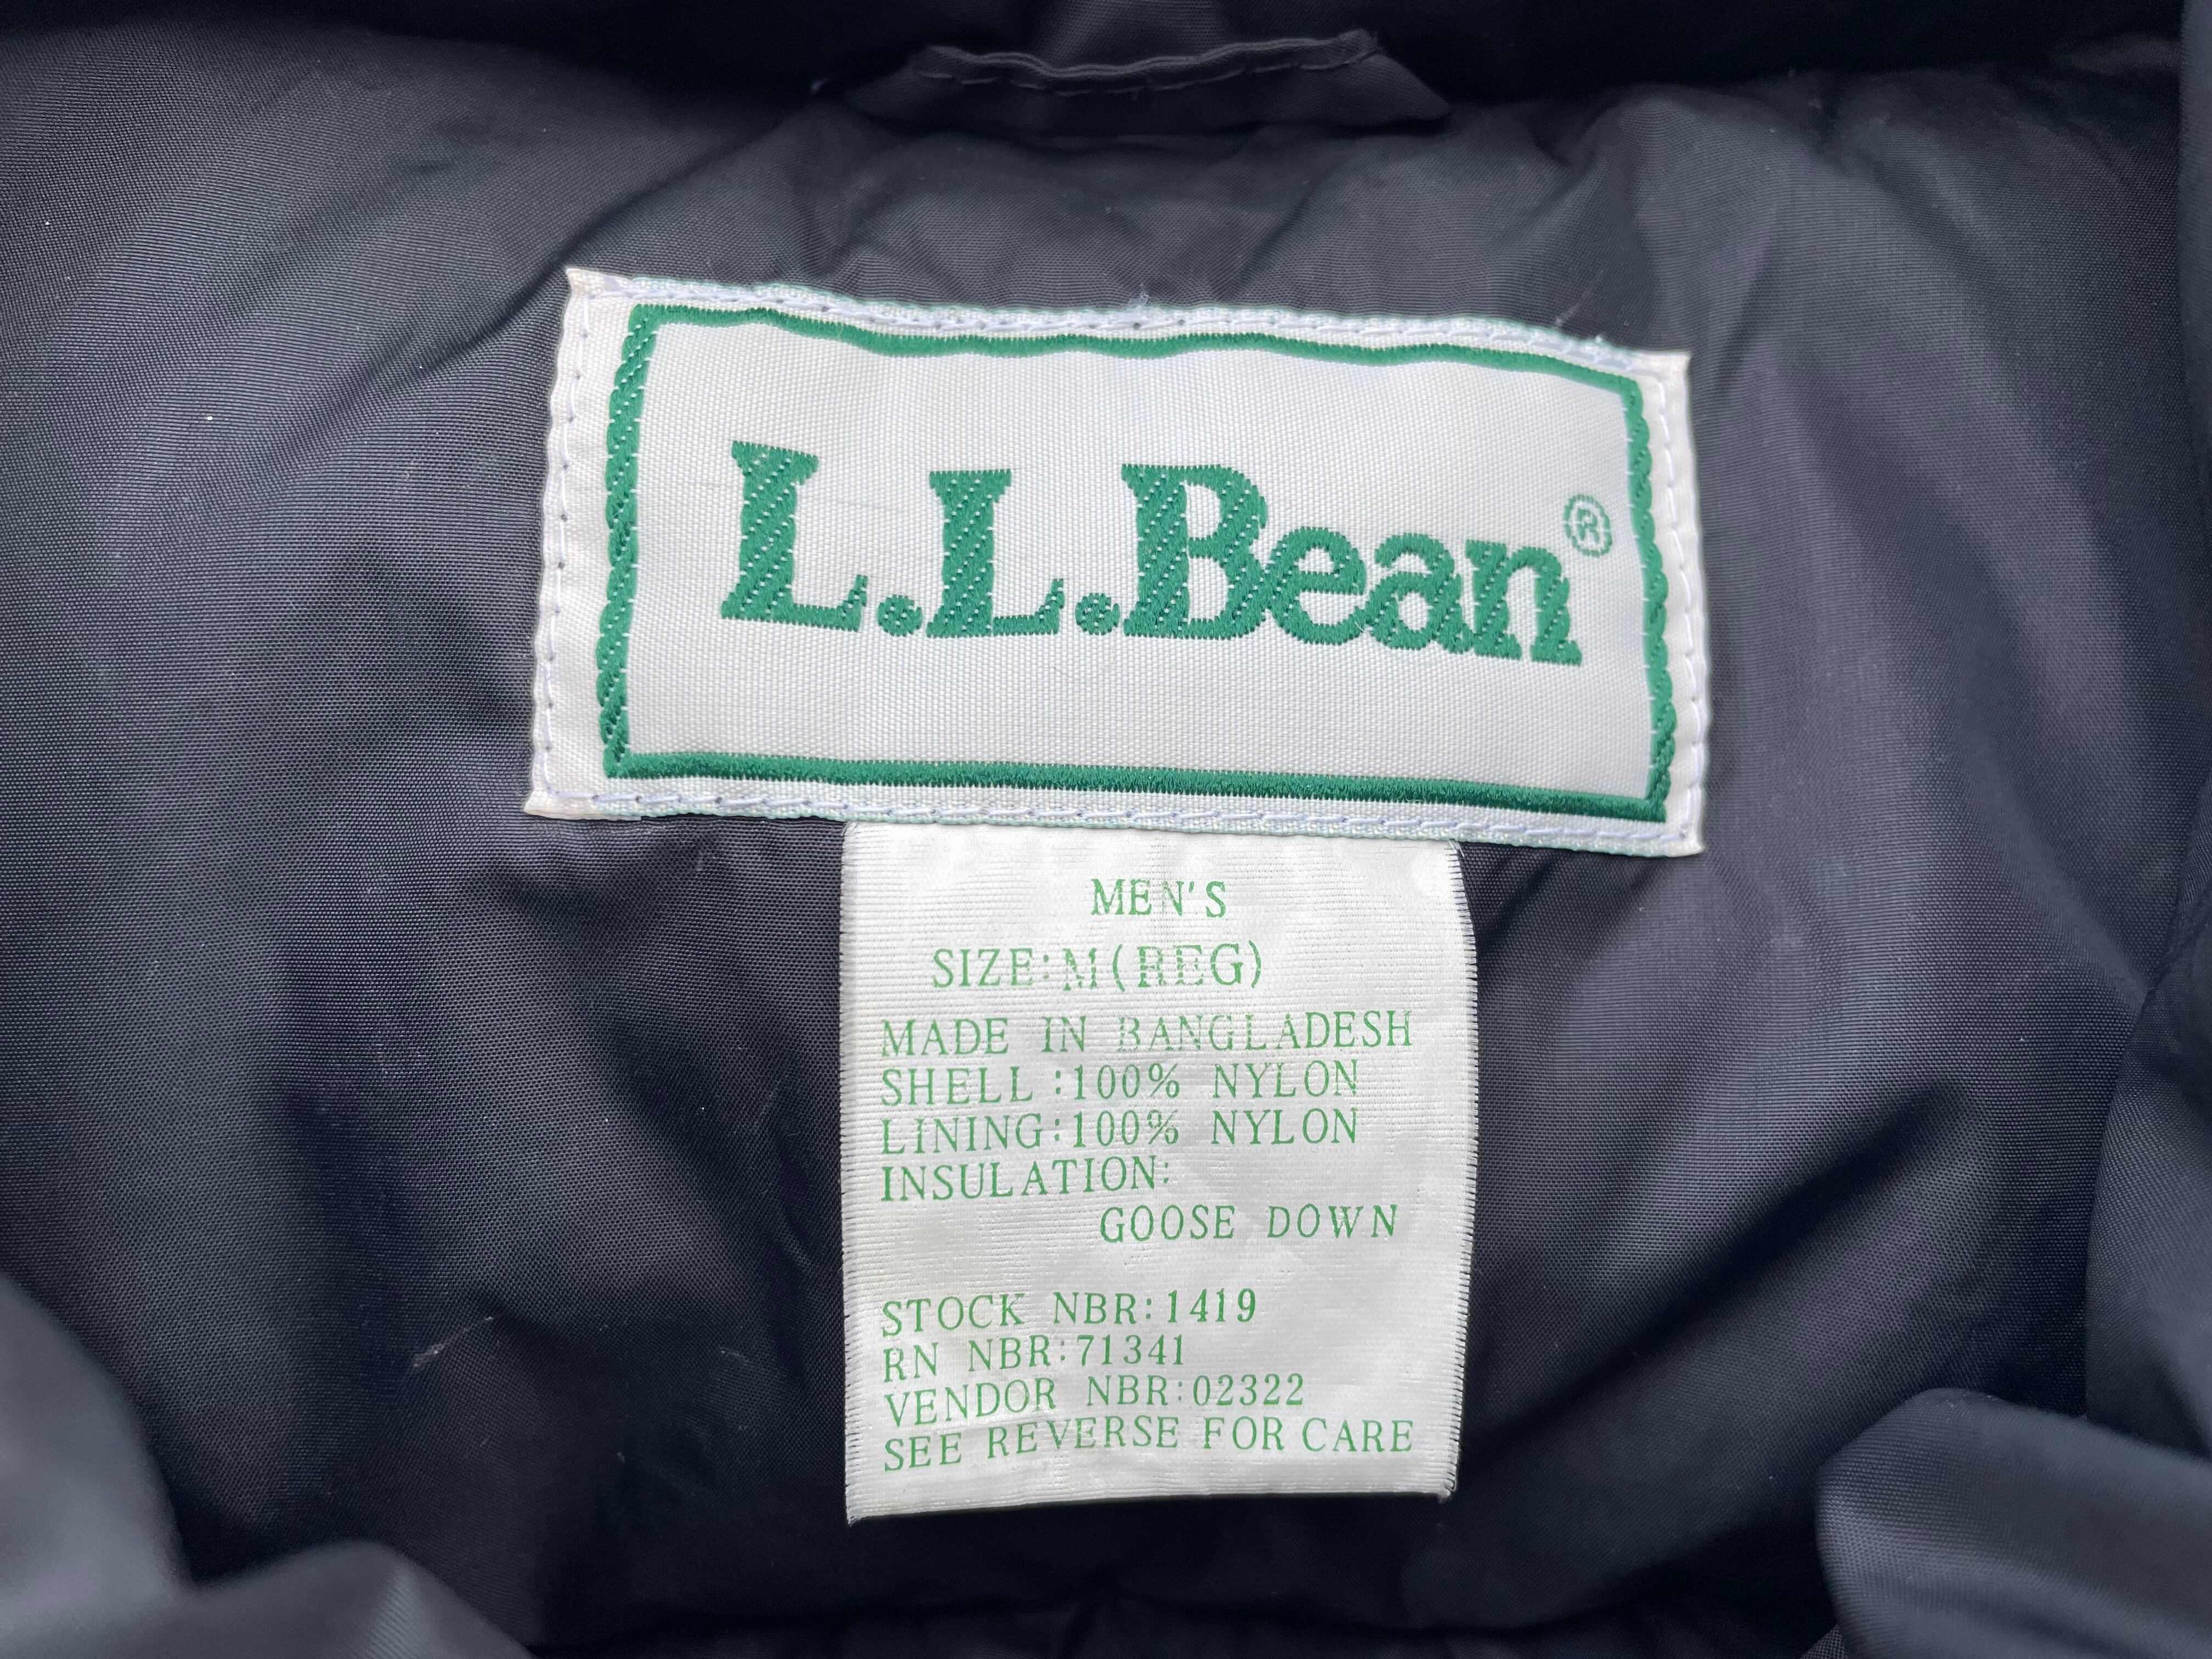 L.L.Bean®
MEN'S
SIZE:M(REG)
MADE IN BANGLADESH
SHELL:100% NYLON
LINING:100% NYLON
INSULATION:
GOOSE DOWN
STOCK NBR:1419
RN NBR:71341
VENDOR NBR:02322
SEE REVERSE FOR CARE